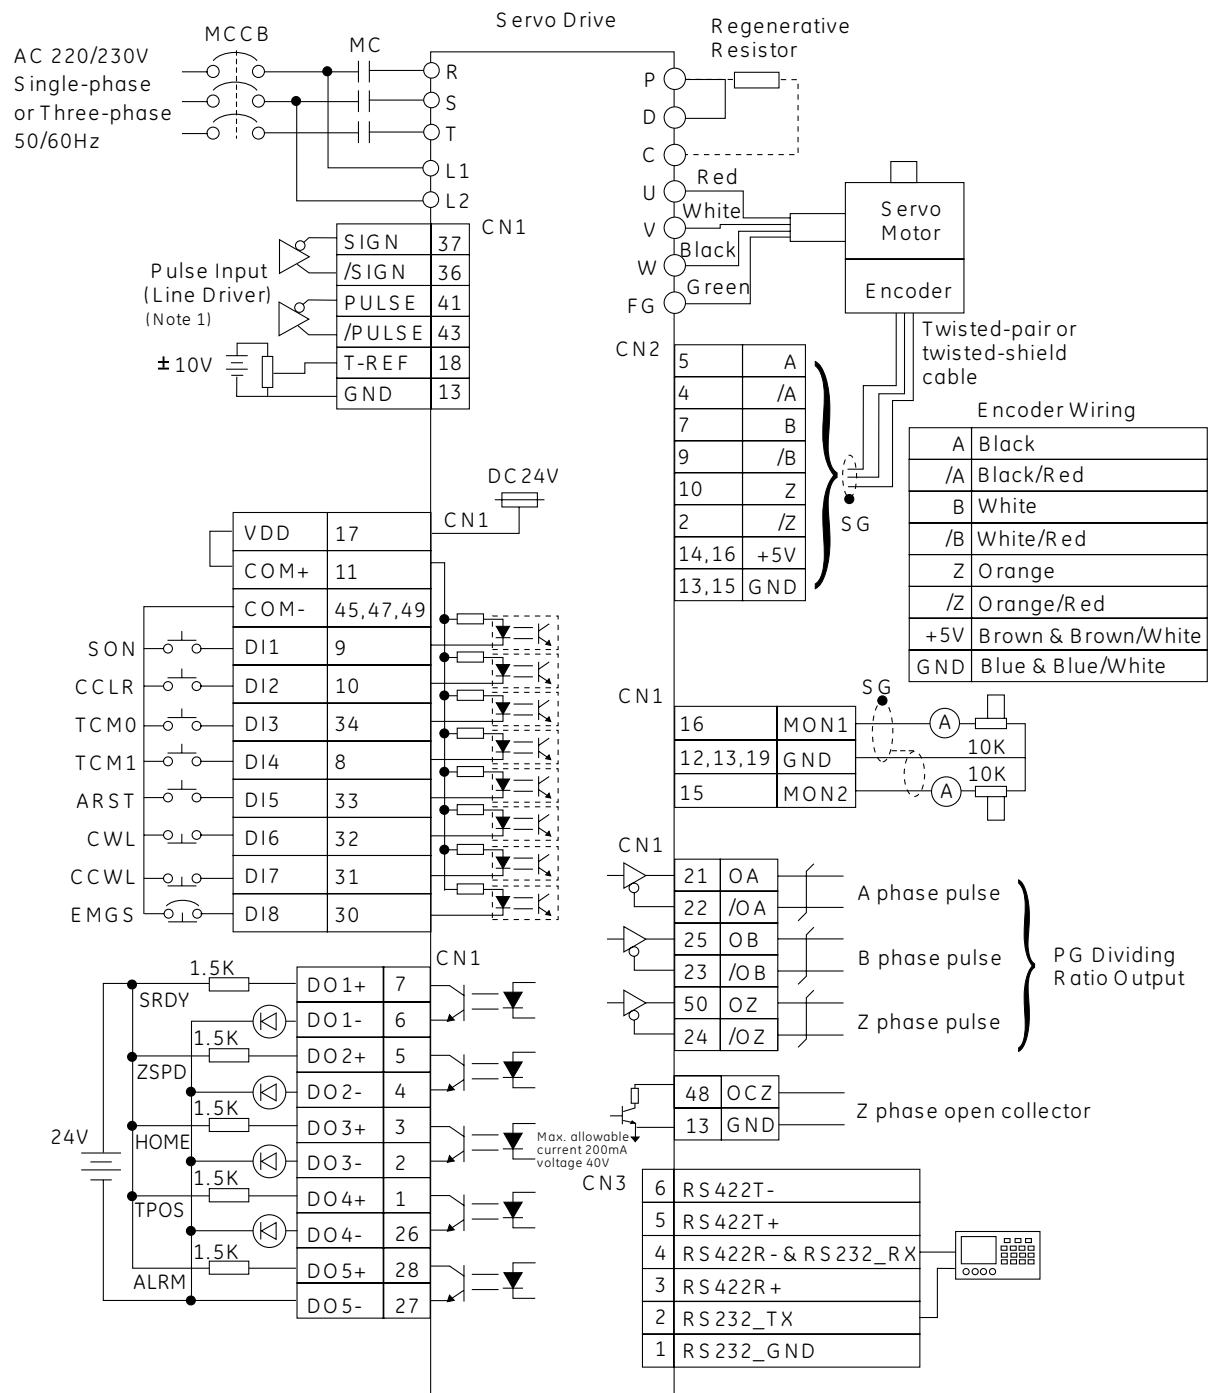 Servo Drive
MCCB
MC
AC 220/230V
Single-phase
or Three-phase
50/60Hz
R
S
T
L1
L2
Regenerative
Resistor
P
D
C
U
V
W
FG
Red
White
Black
Green
Servo
Motor
Encoder
Twisted-pair or
twisted-shield
cable
CN1
Pulse Input
(Line Driver)
(Note 1)
±10V
SIGN 37
/SIGN 36
PULSE 41
/PULSE 43
T-REF 18
GND 13
CN2
5 A
4 /A
7 B
9 /B
10 Z
2 /Z
14,16 +5V
13,15 GND
SG
Encoder Wiring
A Black
/A Black/Red
B White
/B White/Red
Z Orange
/Z Orange/Red
+5V Brown & Brown/White
GND Blue & Blue/White
DC24V
CN1
VDD 17
COM+ 11
COM- 45,47,49
SON DI1 9
CCLR DI2 10
TCM0 DI3 34
TCM1 DI4 8
ARST DI5 33
CWL DI6 32
CCWL DI7 31
EMGS DI8 30
CN1
SG
16 MON1
12,13,19 GND
15 MON2
A
10K
10K
A
CN1
21 OA
22 /OA
25 OB
23 /OB
50 OZ
24 /OZ
A phase pulse
B phase pulse
Z phase pulse
PG Dividing
Ratio Output
48 OCZ
13 GND
Z phase open collector
Max. allowable
current 200mA
voltage 40V
CN1
24V
1.5K
SRDY
1.5K
ZSPD
1.5K
HOME
1.5K
TPOS
1.5K
ALRM
DO1+ 7
DO1- 6
DO2+ 5
DO2- 4
DO3+ 3
DO3- 2
DO4+ 1
DO4- 26
DO5+ 28
DO5- 27
CN3
6 RS422T-
5 RS422T+
4 RS422R-& RS232_RX
3 RS422R+
2 RS232_TX
1 RS232_GND